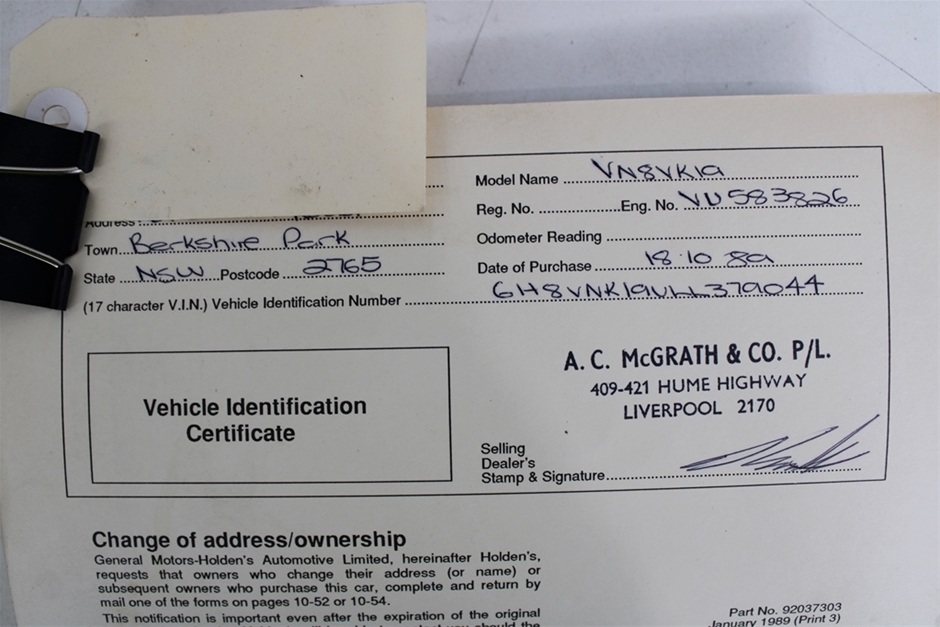 Model Name VN8VK19
Reg. No. Eng. No. VU583826
Address:
Town Berkshire Park
Odometer Reading
State NSW Postcode 2765
Date of Purchase 18.10.89
(17 character V.I.N.) Vehicle Identification Number 6H8VNK19VLL379044
Vehicle Identification
Certificate
A. C. McGRATH & CO. P/L.
409-421 HUME HIGHWAY
LIVERPOOL 2170
Selling
Dealer's
Stamp & Signature
Change of address/ownership
General Motors-Holden's Automotive Limited, hereinafter Holden's,
requests that owners who change their address (or name) or
subsequent owners who purchase this car, complete and return by
mail one of the forms on pages 10-52 or 10-54.
This notification is important even after the expiration of the original
Part No. 92037303
January 1989 (Print 3)